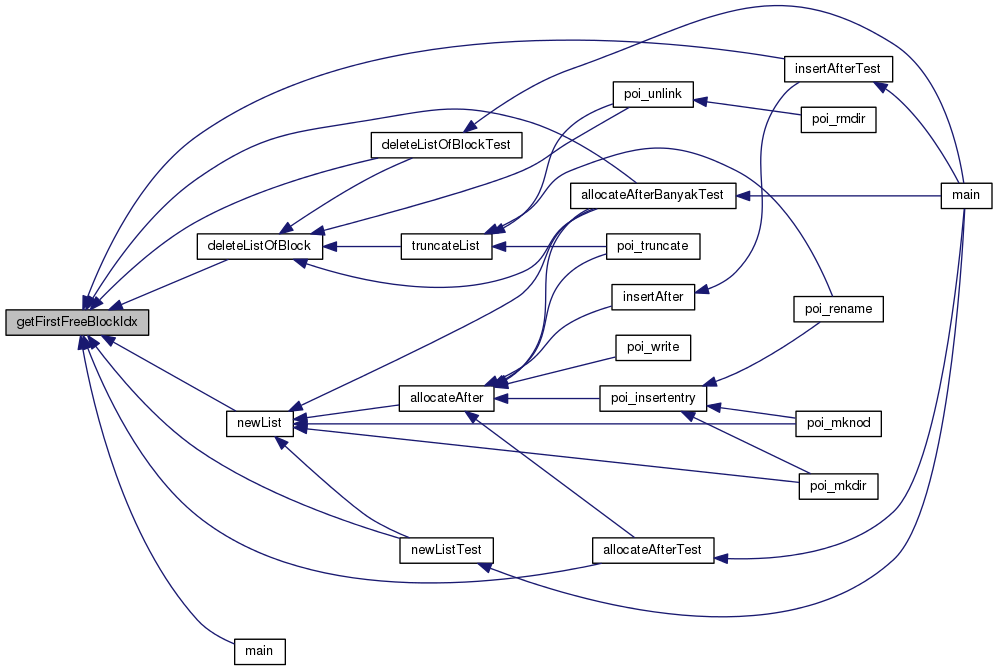 insertAfterTest
poi_unlink
poi_rmdir
deleteListOfBlockTest
allocateAfterBanyakTest
main
deleteListOfBlock
truncateList
poi_truncate
insertAfter
poi_rename
getFirstFreeBlockIdx
poi_write
allocateAfter
poi_insertentry
newList
poi_mknod
poi_mkdir
newListTest
allocateAfterTest
main